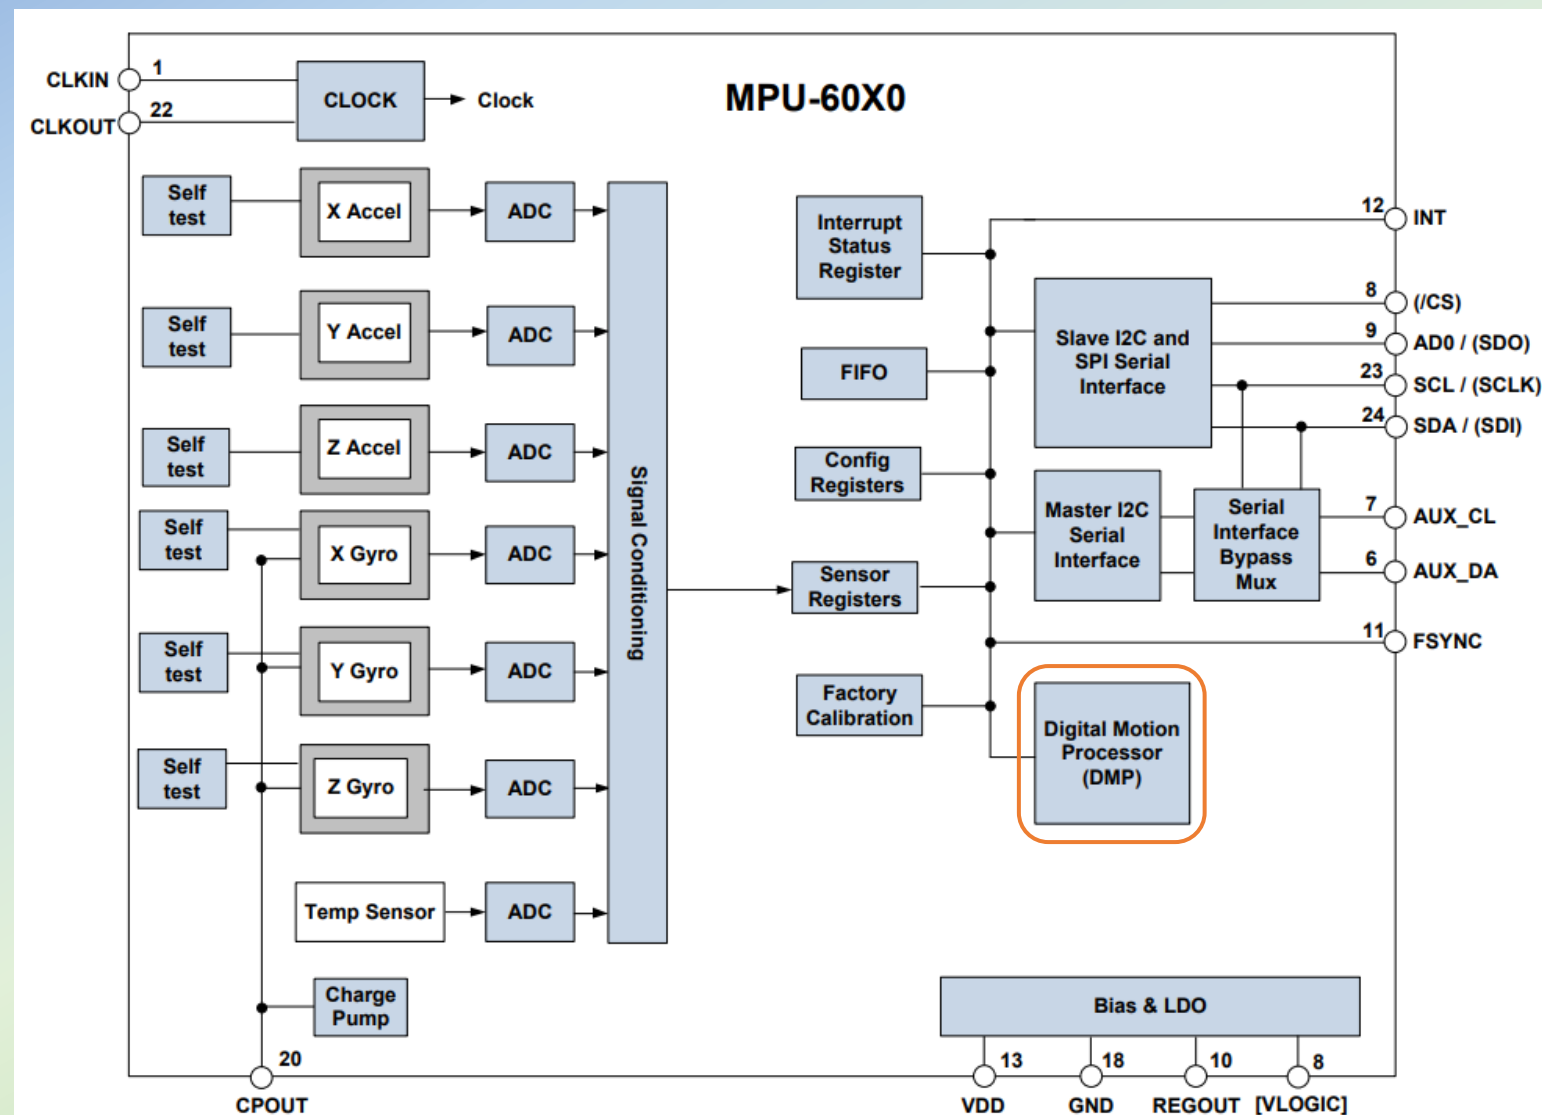 MPU-60X0
CLKIN
1
CLKOUT
22
CLOCK
Clock
Self
test
X Accel
ADC
Self
test
Y Accel
ADC
Self
test
Z Accel
ADC
Self
test
X Gyro
ADC
Self
test
Y Gyro
ADC
Self
test
Z Gyro
ADC
Temp Sensor
ADC
Signal Conditioning
Charge
Pump
20
CPOUT
Interrupt
Status
Register
FIFO
Config
Registers
Sensor
Registers
Factory
Calibration
Slave I2C and
SPI Serial
Interface
Master I2C
Serial
Interface
Serial
Interface
Bypass
Mux
Digital Motion
Processor
(DMP)
12
INT
8
(/CS)
9
AD0 / (SDO)
23
SCL / (SCLK)
24
SDA / (SDI)
7
AUX_CL
6
AUX_DA
11
FSYNC
Bias & LDO
13
18
10
8
VDD
GND
REGOUT
[VLOGIC]